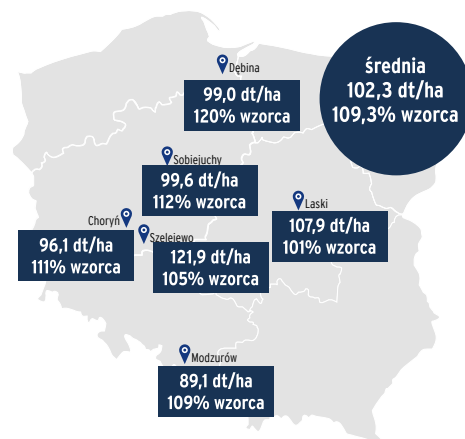 Dębina
99,0 dt/ha
120% wzorca
średnia
102,3 dt/ha
109,3% wzorca
Sobiejuchy
99,6 dt/ha
112% wzorca
Laski
107,9 dt/ha
101% wzorca
Choryń
96,1 dt/ha
111% wzorca
Szelejewo
121,9 dt/ha
105% wzorca
Modzurów
89,1 dt/ha
109% wzorca